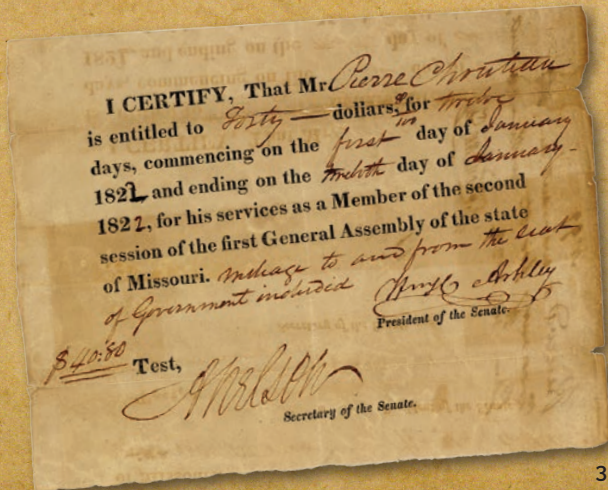 I CERTIFY, That Mr Pierre Chouteau
is entitled to Forty — dollars, 80/100 for twelve
days, commencing on the first day of January
1822, and ending on the twelfth day of January
1822, for his services as a Member of the second
session of the first General Assembly of the state
of Missouri. mileage to and from the seat
of Government included
President of the Senate.
$40:80 Test,
Secretary of the Senate.
3